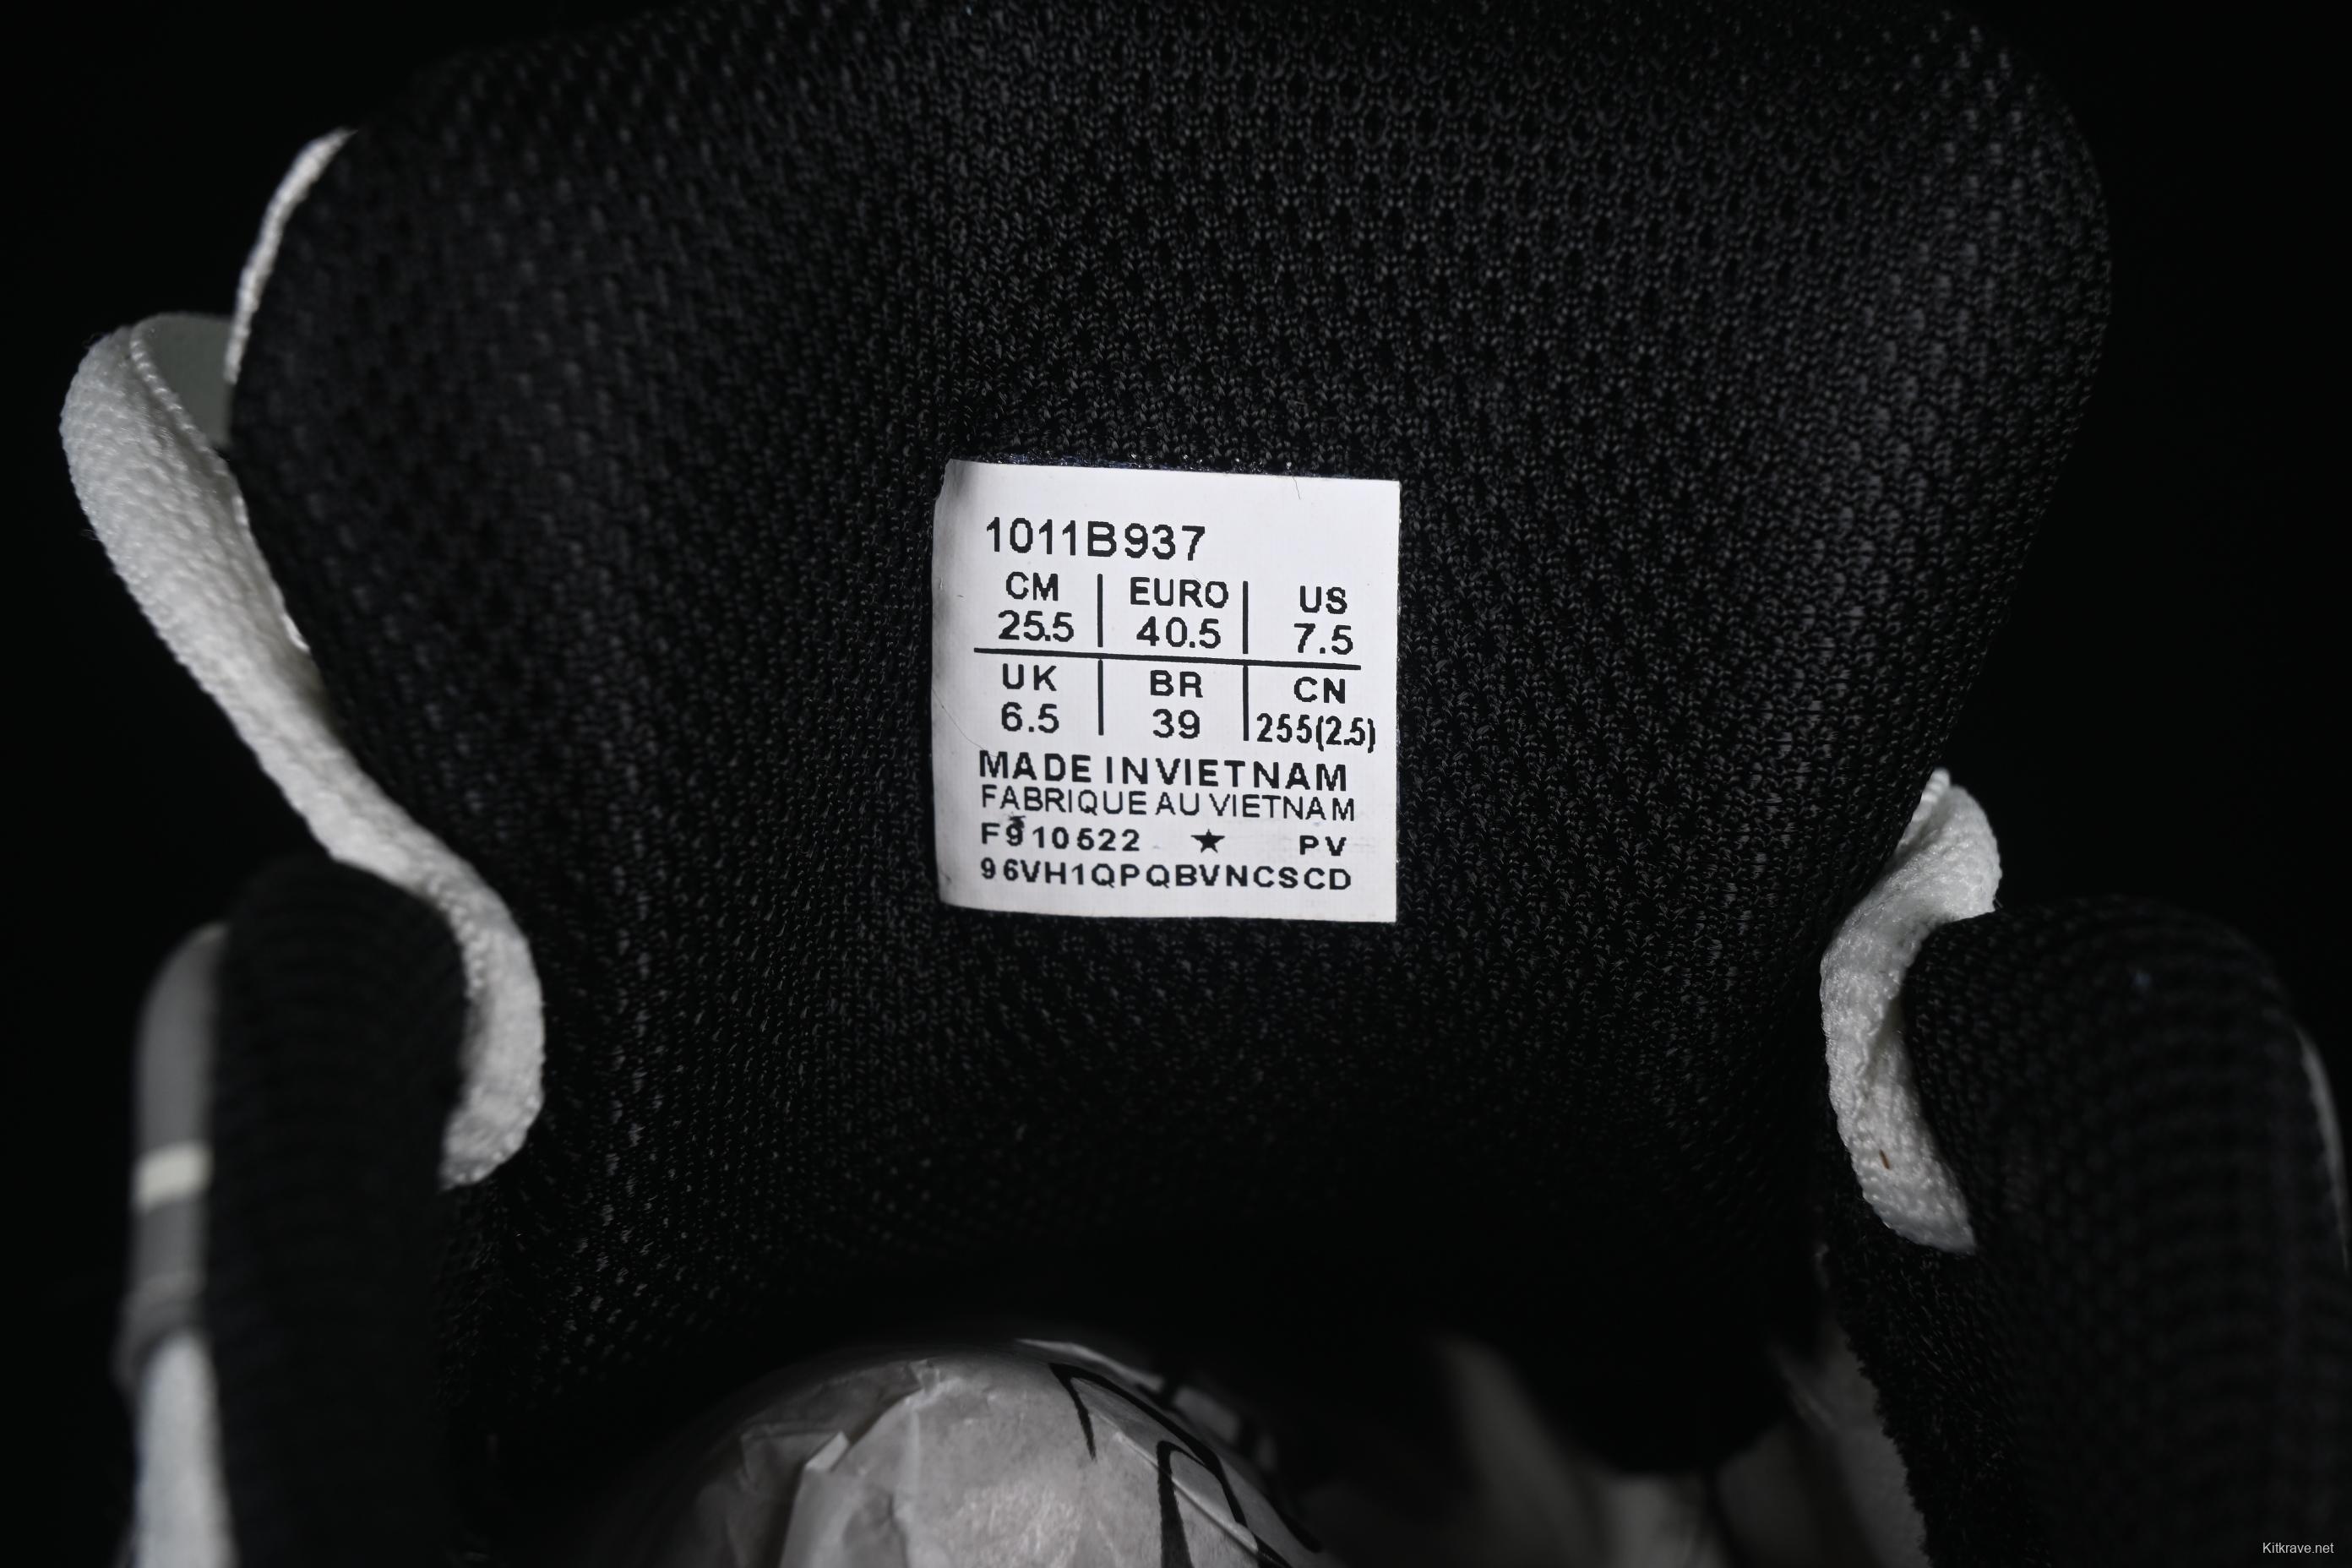 1011B937
CM EURO US
25.5 40.5 7.5
UK BR CN
6.5 39 255(2.5)
MADE IN VIETNAM
FABRIQUE AU VIETNAM
F910522 ★ PV
96VH1QPQBVNCSCD
Kitkrave.net